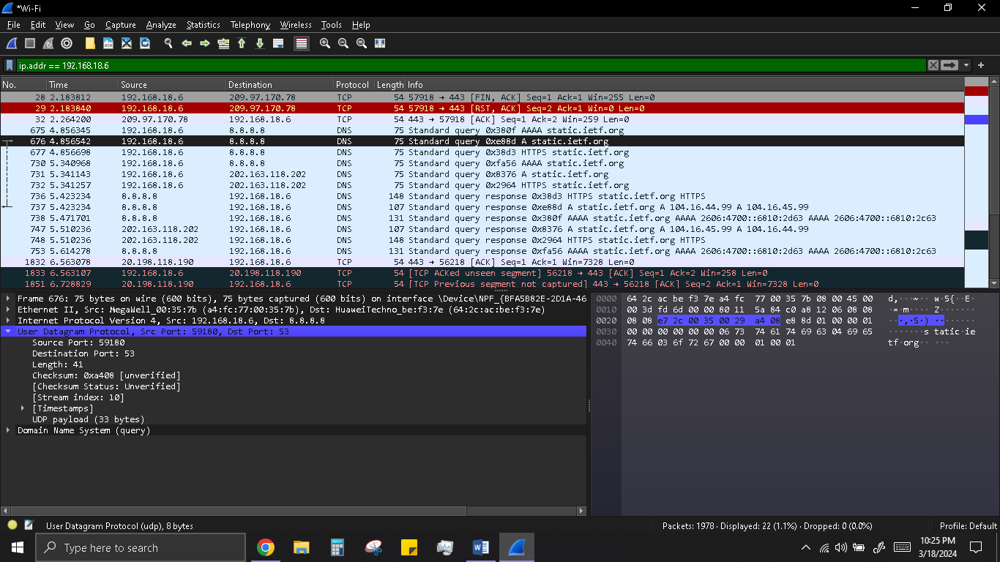 *Wi-Fi
File Edit View Go Capture Analyze Statistics Telephony Wireless Tools Help
ip.addr == 192.168.18.6
No. Time Source Destination Protocol Length Info
28 2.183812 192.168.18.6 209.97.170.78 TCP 54 57918 → 443 [FIN, ACK] Seq=1 Ack=1 Win=255 Len=0
29 2.183840 192.168.18.6 209.97.170.78 TCP 54 57918 → 443 [RST, ACK] Seq=2 Ack=1 Win=0 Len=0
32 2.264200 209.97.170.78 192.168.18.6 TCP 54 443 → 57918 [ACK] Seq=1 Ack=2 Win=259 Len=0
675 4.856345 192.168.18.6 8.8.8.8 DNS 75 Standard query 0x380f AAAA static.ietf.org
676 4.856542 192.168.18.6 8.8.8.8 DNS 75 Standard query 0xe88d A static.ietf.org
677 4.856698 192.168.18.6 8.8.8.8 DNS 75 Standard query 0x38d3 HTTPS static.ietf.org
730 5.340968 192.168.18.6 8.8.8.8 DNS 75 Standard query 0xfa56 AAAA static.ietf.org
731 5.341143 192.168.18.6 202.163.118.202 DNS 75 Standard query 0x8376 A static.ietf.org
732 5.341257 192.168.18.6 202.163.118.202 DNS 75 Standard query 0x2964 HTTPS static.ietf.org
736 5.423234 8.8.8.8 192.168.18.6 DNS 148 Standard query response 0x38d3 HTTPS static.ietf.org HTTPS
737 5.423234 8.8.8.8 192.168.18.6 DNS 107 Standard query response 0xe88d A static.ietf.org A 104.16.44.99 A 104.16.45.99
738 5.471701 8.8.8.8 192.168.18.6 DNS 131 Standard query response 0x380f AAAA static.ietf.org AAAA 2606:4700::6810:2d63 AAAA 2606:4700::6810:2c63
747 5.510236 202.163.118.202 192.168.18.6 DNS 107 Standard query response 0x8376 A static.ietf.org A 104.16.45.99 A 104.16.44.99
748 5.510236 202.163.118.202 192.168.18.6 DNS 148 Standard query response 0x2964 HTTPS static.ietf.org HTTPS
753 5.614278 8.8.8.8 192.168.18.6 DNS 131 Standard query response 0xfa56 AAAA static.ietf.org AAAA 2606:4700::6810:2d63 AAAA 2606:4700::6810:2c63
1832 6.563078 20.198.118.190 192.168.18.6 TCP 54 443 → 56218 [ACK] Seq=1 Ack=1 Win=7328 Len=0
1833 6.563107 192.168.18.6 20.198.118.190 TCP 54 [TCP ACKed unseen segment] 56218 → 443 [ACK] Seq=1 Ack=2 Win=258 Len=0
1851 6.728829 20.198.118.190 192.168.18.6 TCP 54 [TCP Previous segment not captured] 443 → 56218 [ACK] Seq=2 Ack=1 Win=7328 Len=0
Frame 676: 75 bytes on wire (600 bits), 75 bytes captured (600 bits) on interface \Device\NPF_{BFA5B82E-2D1A-46
Ethernet II, Src: MegaWell_00:35:7b (a4:fc:77:00:35:7b), Dst: HuaweiTechno_be:f3:7e (64:2c:ac:be:f3:7e)
Internet Protocol Version 4, Src: 192.168.18.6, Dst: 8.8.8.8
User Datagram Protocol, Src Port: 59180, Dst Port: 53
Source Port: 59180
Destination Port: 53
Length: 41
Checksum: 0xa408 [unverified]
[Checksum Status: Unverified]
[Stream index: 10]
[Timestamps]
UDP payload (33 bytes)
Domain Name System (query)
0000 64 2c ac be f3 7e a4 fc 77 00 35 7b 08 00 45 00 d,···~·· w·5{··E·
0010 00 3d fd 6d 00 00 80 11 5a 84 c0 a8 12 06 08 08 ·=·m···· Z·······
0020 08 08 e7 2c 00 35 00 29 a4 08 e8 8d 01 00 00 01 ···,·5·) ········
0030 00 00 00 00 00 00 06 73 74 61 74 69 63 04 69 65 ·······s tatic·ie
0040 74 66 03 6f 72 67 00 00 01 00 01 tf·org·· ···
User Datagram Protocol (udp), 8 bytes
Packets: 1978 · Displayed: 22 (1.1%) · Dropped: 0 (0.0%)
Profile: Default
Type here to search
10:25 PM
3/18/2024